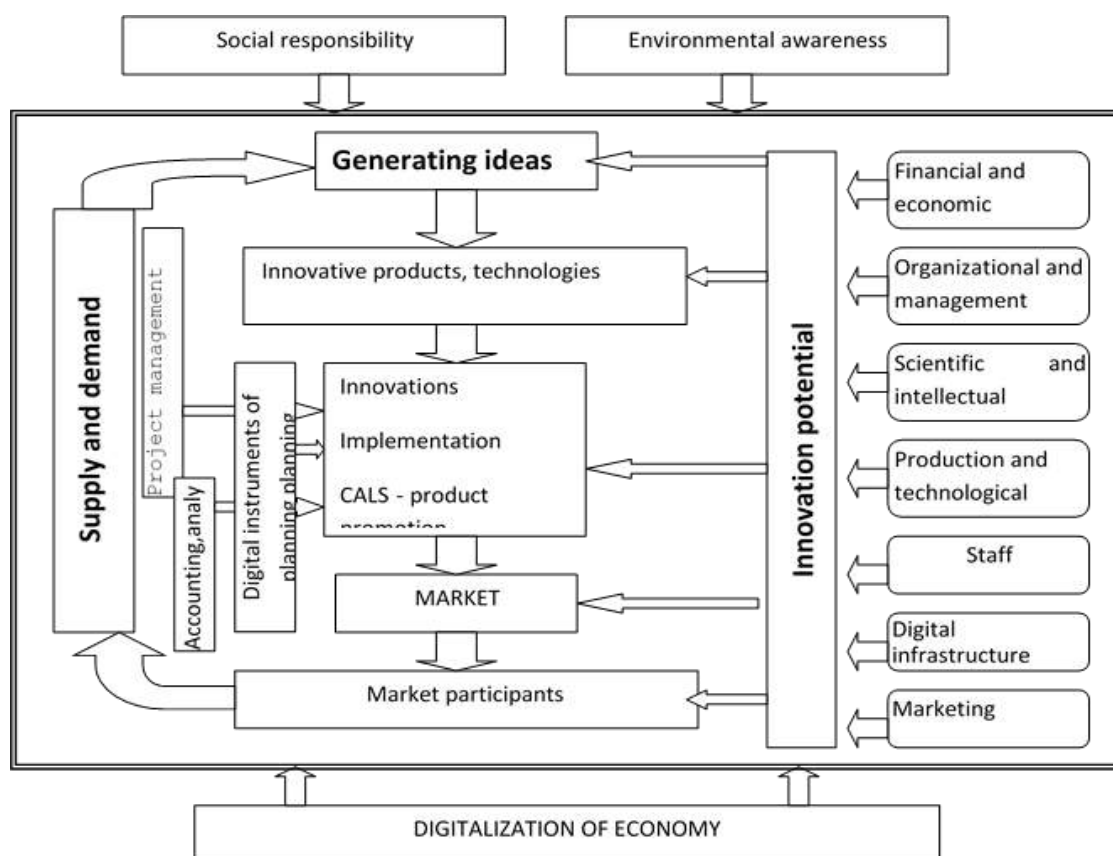 Social responsibility
Environmental awareness
Generating ideas
Innovative products, technologies
Supply and demand
Project management
Accounting,analy
Digital instruments of
planning planning
Innovations
Implementation
CALS - product
promotion
MARKET
Market participants
Innovation potential
Financial and
economic
Organizational and
management
Scientific and
intellectual
Production and
technological
Staff
Digital
infrastructure
Marketing
DIGITALIZATION OF ECONOMY